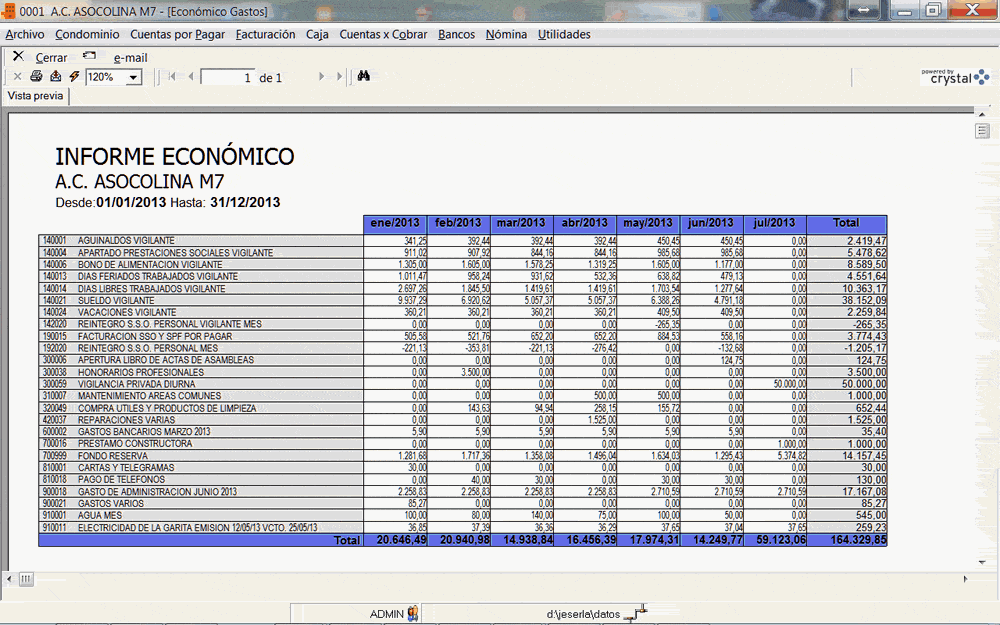 0001 A.C. ASOCOLINA M7 - [Económico Gastos]
Archivo Condominio Cuentas por Pagar Facturación Caja Cuentas x Cobrar Bancos Nómina Utilidades
Cerrar e-mail
120% 1 de 1 powered by crystal
Vista previa
INFORME ECONÓMICO
A.C. ASOCOLINA M7
Desde:01/01/2013 Hasta: 31/12/2013
ene/2013 feb/2013 mar/2013 abr/2013 may/2013 jun/2013 jul/2013 Total
140001 AGUINALDOS VIGILANTE 341,25 392,44 392,44 392,44 450,45 450,45 0,00 2.419,47
140004 APARTADO PRESTACIONES SOCIALES VIGILANTE 911,02 907,92 844,16 844,16 985,68 985,68 0,00 5.478,62
140006 BONO DE ALIMENTACION VIGILANTE 1.305,00 1.605,00 1.578,25 1.319,25 1.605,00 1.177,00 0,00 8.589,50
140013 DIAS FERIADOS TRABAJADOS VIGILANTE 1.011,47 958,24 931,62 532,36 638,82 479,13 0,00 4.551,64
140014 DIAS LIBRES TRABAJADOS VIGILANTE 2.697,26 1.845,50 1.419,61 1.419,61 1.703,54 1.277,64 0,00 10.363,17
140021 SUELDO VIGILANTE 9.937,29 6.920,62 5.057,37 5.057,37 6.388,26 4.791,18 0,00 38.152,09
140024 VACACIONES VIGILANTE 360,21 360,21 360,21 360,21 409,50 409,50 0,00 2.259,84
142020 REINTEGRO S.S.O. PERSONAL VIGILANTE MES 0,00 0,00 0,00 0,00 -265,35 0,00 0,00 -265,35
190015 FACTURACION SSO Y SPF POR PAGAR 505,58 521,76 652,20 652,20 884,53 558,16 0,00 3.774,43
192020 REINTEGRO S.S.O. PERSONAL MES -221,13 -353,81 -221,13 -276,42 0,00 -132,68 0,00 -1.205,17
300006 APERTURA LIBRO DE ACTAS DE ASAMBLEAS 0,00 0,00 0,00 0,00 0,00 124,75 0,00 124,75
300038 HONORARIOS PROFESIONALES 0,00 3.500,00 0,00 0,00 0,00 0,00 0,00 3.500,00
300059 VIGILANCIA PRIVADA DIURNA 0,00 0,00 0,00 0,00 0,00 0,00 50.000,00 50.000,00
310007 MANTENIMIENTO AREAS COMUNES 0,00 0,00 0,00 500,00 500,00 0,00 0,00 1.000,00
320049 COMPRA UTILES Y PRODUCTOS DE LIMPIEZA 0,00 143,63 94,94 258,15 155,72 0,00 0,00 652,44
420037 REPARACIONES VARIAS 0,00 0,00 0,00 1.525,00 0,00 0,00 0,00 1.525,00
600002 GASTOS BANCARIOS MARZO 2013 5,90 5,90 5,90 5,90 5,90 5,90 0,00 35,40
700016 PRESTAMO CONSTRUCTORA 0,00 0,00 0,00 0,00 0,00 0,00 1.000,00 1.000,00
700999 FONDO RESERVA 1.281,68 1.717,36 1.358,08 1.496,04 1.634,03 1.295,43 5.374,82 14.157,45
810001 CARTAS Y TELEGRAMAS 30,00 0,00 0,00 0,00 0,00 0,00 0,00 30,00
810018 PAGO DE TELEFONOS 0,00 40,00 30,00 0,00 30,00 30,00 0,00 130,00
900018 GASTO DE ADMINISTRACION JUNIO 2013 2.258,83 2.258,83 2.258,83 2.258,83 2.710,59 2.710,59 2.710,59 17.167,08
900021 GASTOS VARIOS 85,27 0,00 0,00 0,00 0,00 0,00 0,00 85,27
910001 AGUA MES 100,00 80,00 140,00 75,00 100,00 50,00 0,00 545,00
910011 ELECTRICIDAD DE LA GARITA EMISION 12/05/13 VCTO. 25/05/13 36,85 37,39 36,36 36,29 37,65 37,04 37,65 259,23
Total 20.646,49 20.940,98 14.938,84 16.456,39 17.974,31 14.249,77 59.123,06 164.329,85
ADMIN d:\jeserla\datos